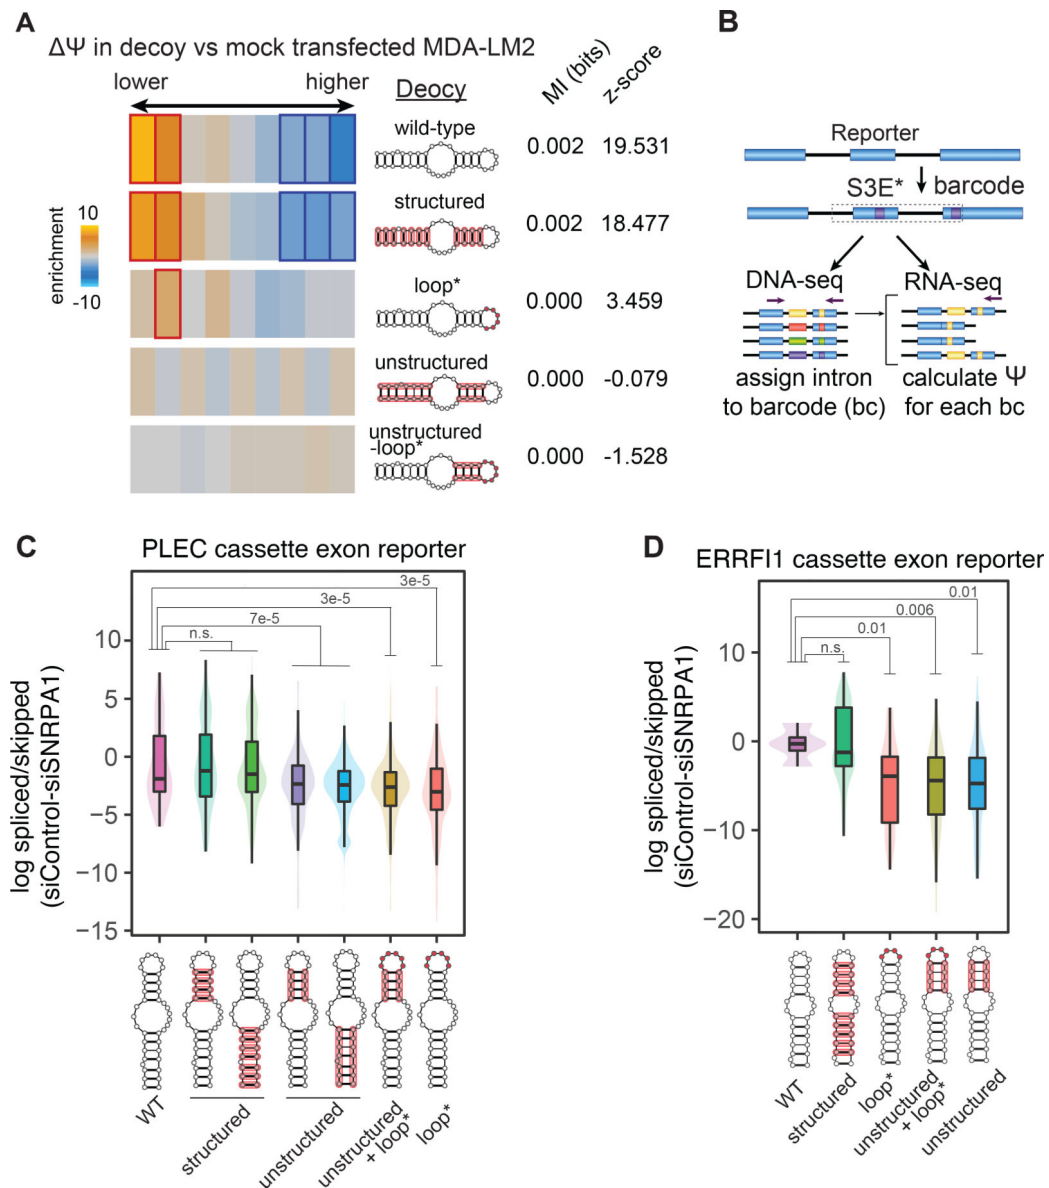 A
ΔΨ in decoy vs mock transfected MDA-LM2
lower
higher
Deocy
MI (bits)
z-score
wild-type
0.002
19.531
structured
0.002
18.477
enrichment
10
-10
loop*
0.000
3.459
unstructured
0.000
-0.079
unstructured
-loop*
0.000
-1.528
B
Reporter
S3E*
barcode
DNA-seq
RNA-seq
assign intron
to barcode (bc)
calculate Ψ
for each bc
C
PLEC cassette exon reporter
log spliced/skipped
(siControl-siSNRPA1)
10
5
0
−5
−10
−15
3e-5
3e-5
7e-5
n.s.
WT
structured
unstructured
unstructured
+ loop*
loop*
D
ERRFI1 cassette exon reporter
log spliced/skipped
(siControl-siSNRPA1)
10
0
−10
−20
0.01
0.006
0.01
n.s.
WT
structured
loop*
unstructured
+ loop*
unstructured